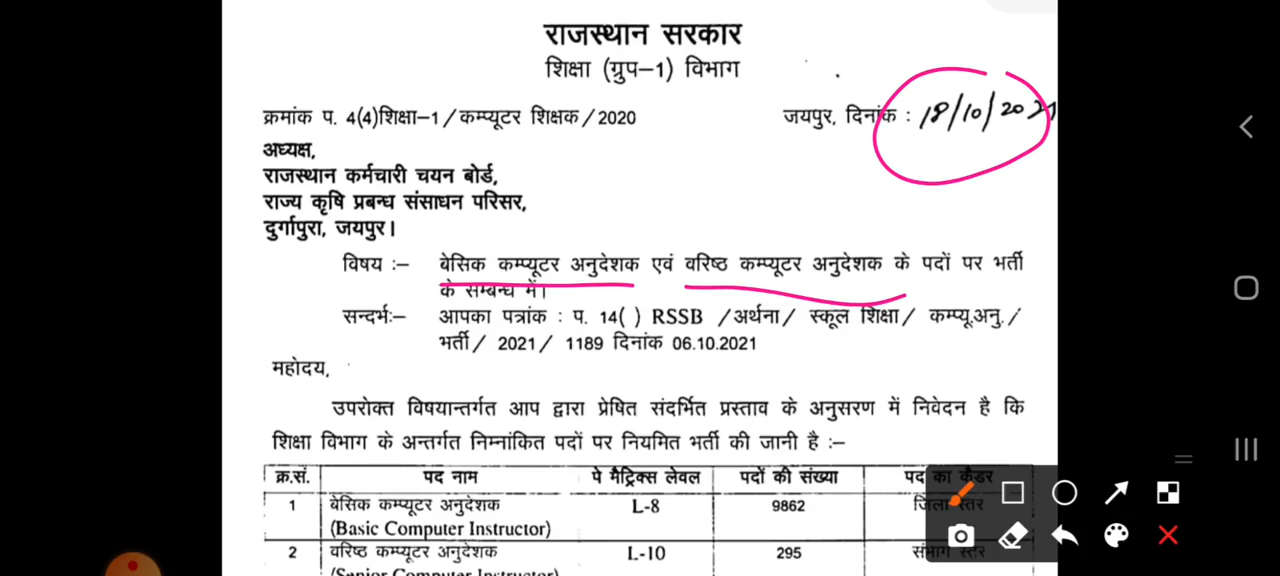 राजस्थान सरकार
शिक्षा (ग्रुप-1) विभाग
क्रमांक प. 4(4)शिक्षा-1/कम्प्यूटर शिक्षक/2020 जयपुर, दिनांक : 18/10/2021
अध्यक्ष,
राजस्थान कर्मचारी चयन बोर्ड,
राज्य कृषि प्रबन्ध संसाधन परिसर,
दुर्गापुरा, जयपुर।
विषय :– बेसिक कम्प्यूटर अनुदेशक एवं वरिष्ठ कम्प्यूटर अनुदेशक के पदों पर भर्ती
के सम्बन्ध में।
सन्दर्भः– आपका पत्रांक : प. 14( ) RSSB /अर्थना/ स्कूल शिक्षा/ कम्प्यू.अनु./
भर्ती/ 2021/ 1189 दिनांक 06.10.2021
महोदय,
उपरोक्त विषयान्तर्गत आप द्वारा प्रेषित संदर्भित प्रस्ताव के अनुसरण में निवेदन है कि
शिक्षा विभाग के अन्तर्गत निम्नांकित पदों पर नियमित भर्ती की जानी है :–
क्र.सं. पद नाम पे मैट्रिक्स लेवल पदों की संख्या पद का कैडर
1 बेसिक कम्प्यूटर अनुदेशक L-8 9862 जिला स्तर
(Basic Computer Instructor)
2 वरिष्ठ कम्प्यूटर अनुदेशक L-10 295 संभाग स्तर
(Senior Computer Instructor)